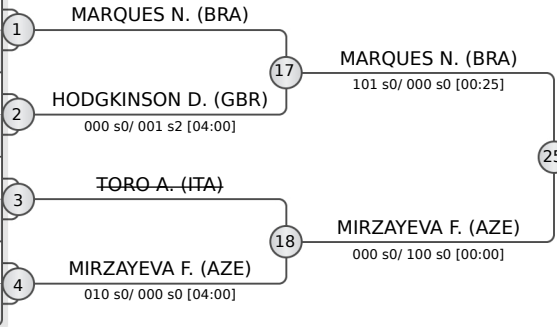 MARQUES N. (BRA)
1
17
MARQUES N. (BRA)
101 s0/ 000 s0 [00:25]
HODGKINSON D. (GBR)
2
000 s0/ 001 s2 [04:00]
25
TORO A. (ITA)
3
18
MIRZAYEVA F. (AZE)
000 s0/ 100 s0 [00:00]
MIRZAYEVA F. (AZE)
4
010 s0/ 000 s0 [04:00]